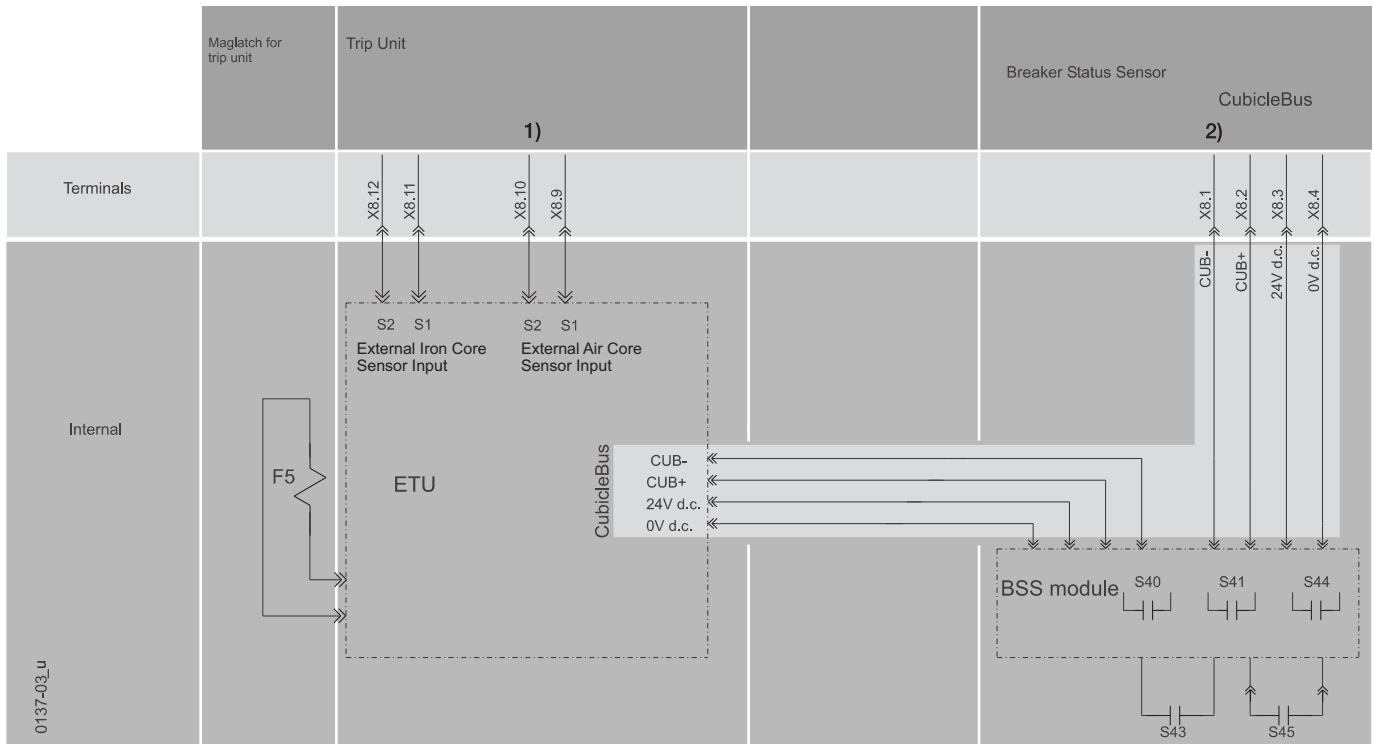 Maglatch for
trip unit
Trip Unit
Breaker Status Sensor
CubicleBus
1)
2)
Terminals
X8.12
X8.11
X8.10
X8.9
X8.1
X8.2
X8.3
X8.4
CUB-
CUB+
24V d.c.
0V d.c.
S2 S1
External Iron Core
Sensor Input
S2 S1
External Air Core
Sensor Input
Internal
F5
ETU
CubicleBus
CUB-
CUB+
24V d.c.
0V d.c.
BSS module
S40
S41
S44
S43
S45
0137-03_u